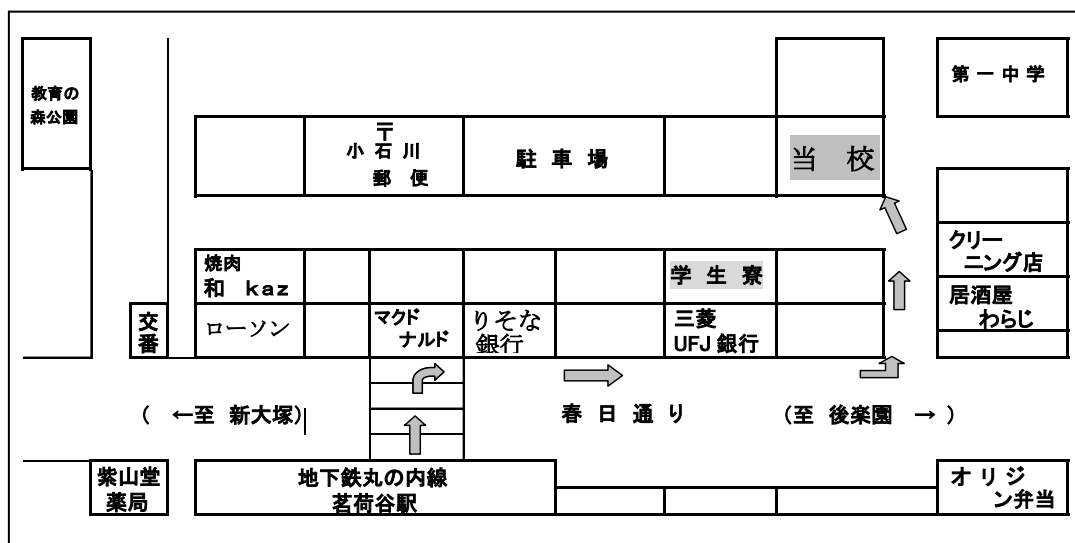 教育の
森公園
第一中学
〒
小石川
郵便
駐車場
当校
クリー
ニング店
焼肉
和 kaz
学生寮
居酒屋
わらじ
交番
ローソン
マクド
ナルド
りそな
銀行
三菱
UFJ銀行
( ←至 新大塚)
春日通り
(至 後楽園 → )
紫山堂
薬局
地下鉄丸の内線
茗荷谷駅
オリジ
ン弁当